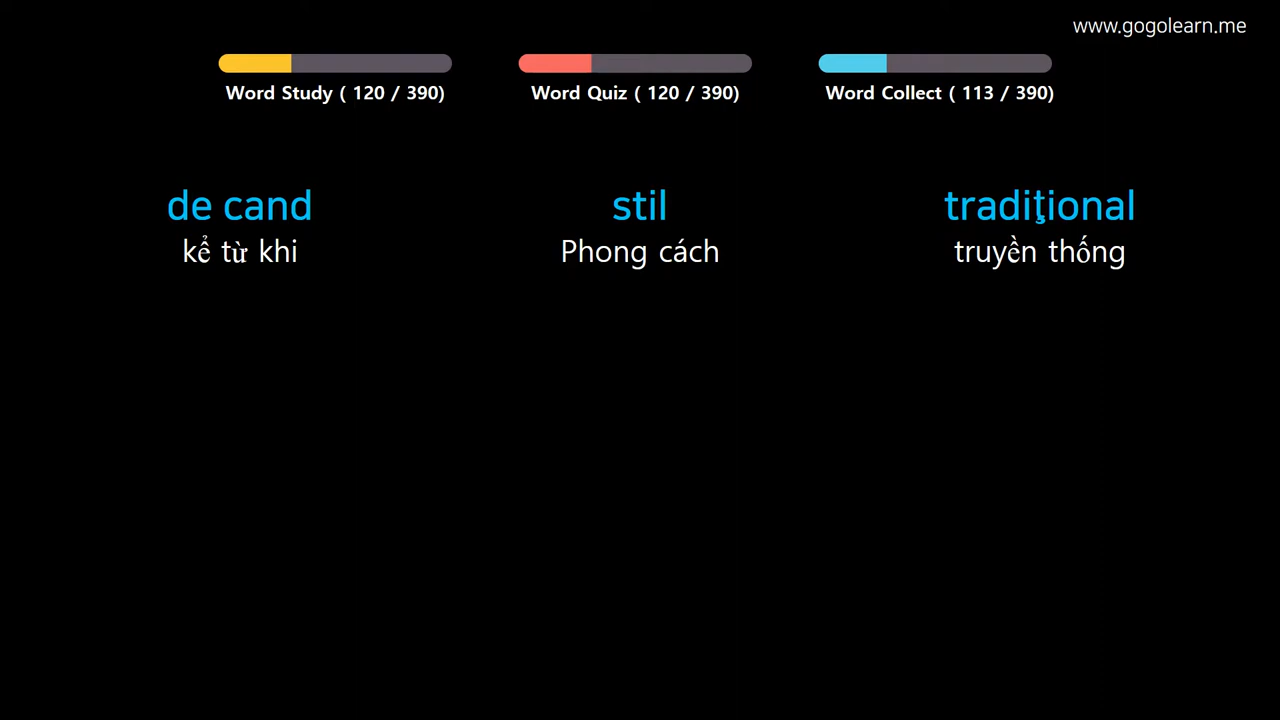 www.gogolearn.me
Word Study ( 120 / 390)
Word Quiz ( 120 / 390)
Word Collect ( 113 / 390)
de cand
kể từ khi
stil
Phong cách
tradiţional
truyền thống